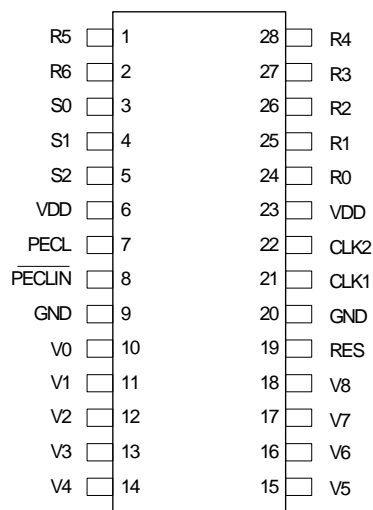 R5 1 28 R4
R6 2 27 R3
S0 3 26 R2
S1 4 25 R1
S2 5 24 R0
VDD 6 23 VDD
PECL 7 22 CLK2
PECLIN 8 21 CLK1
GND 9 20 GND
V0 10 19 RES
V1 11 18 V8
V2 12 17 V7
V3 13 16 V6
V4 14 15 V5